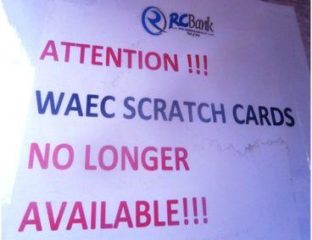 RCBank
ATTENTION !!!
WAEC SCRATCH CARDS
NO LONGER
AVAILABLE!!!